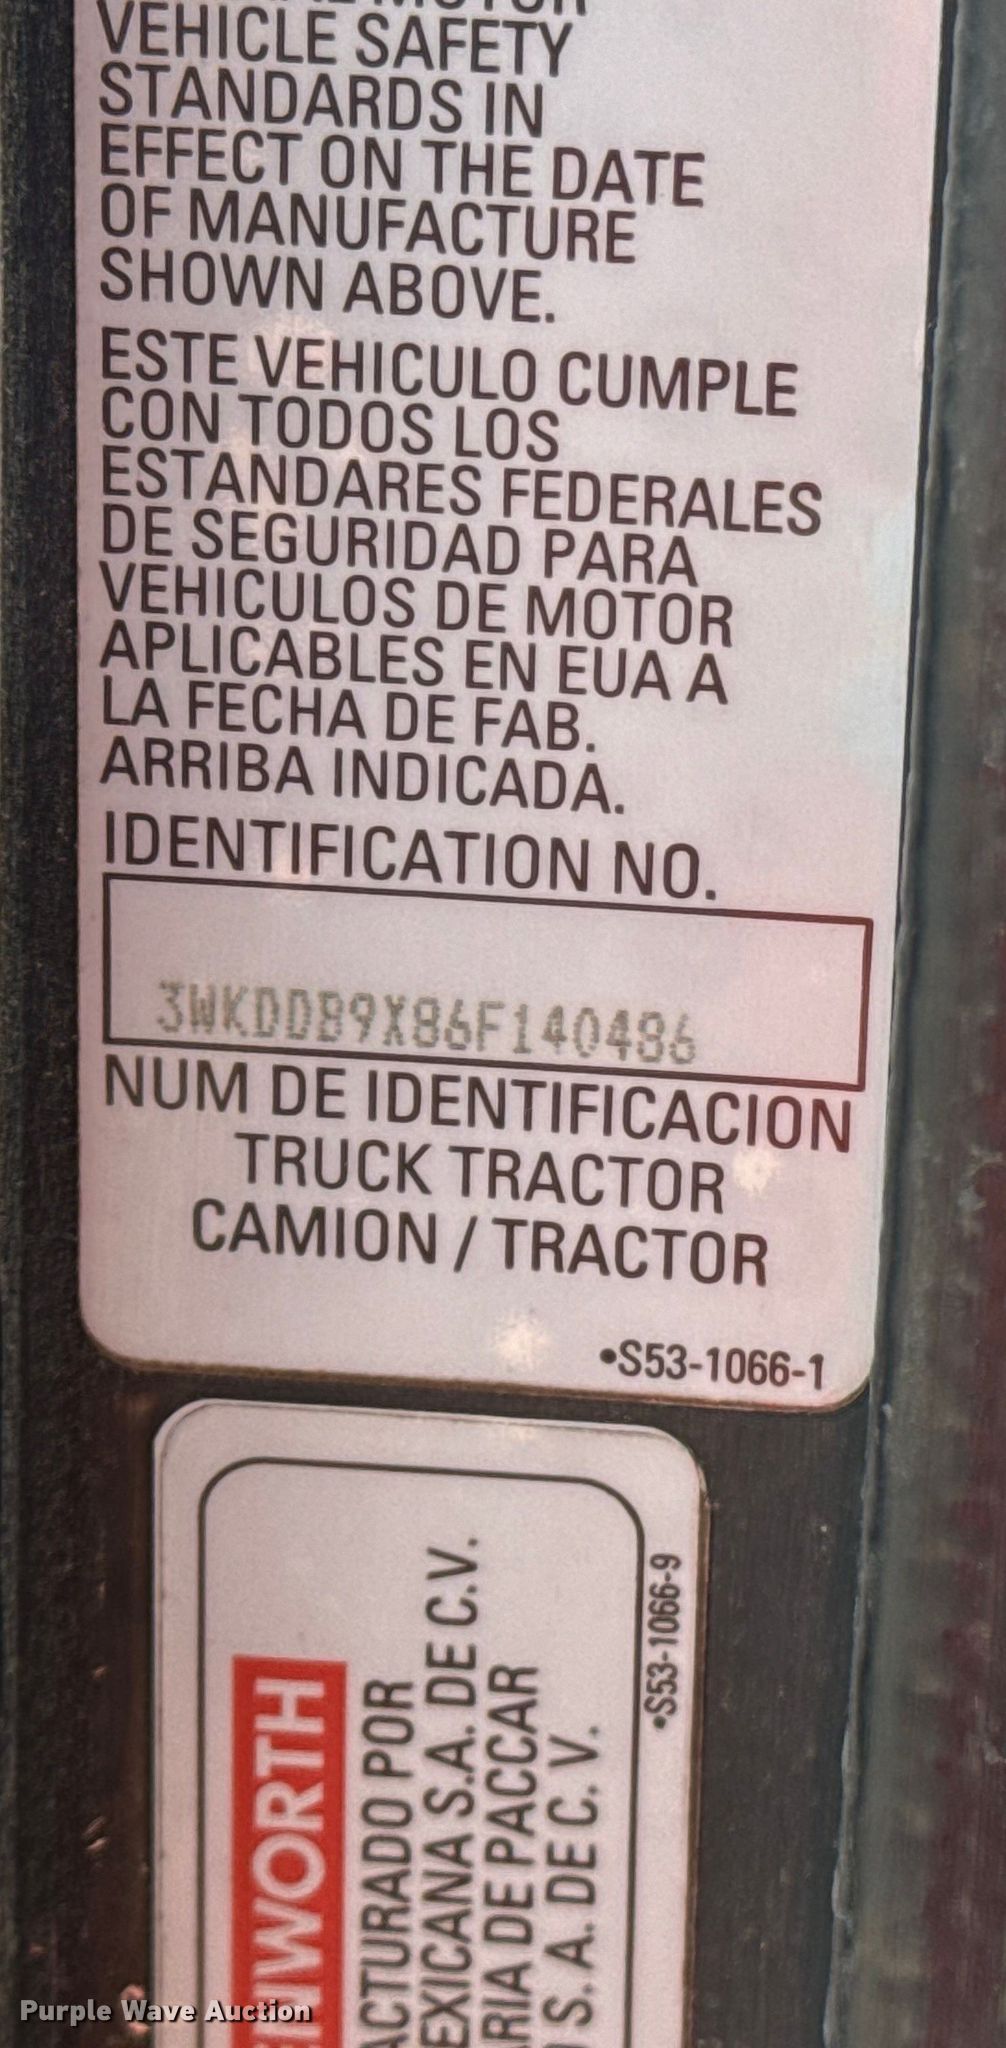 VEHICLE SAFETY
STANDARDS IN
EFFECT ON THE DATE
OF MANUFACTURE
SHOWN ABOVE.
ESTE VEHICULO CUMPLE
CON TODOS LOS
ESTANDARES FEDERALES
DE SEGURIDAD PARA
VEHICULOS DE MOTOR
APLICABLES EN EUA A
LA FECHA DE FAB.
ARRIBA INDICADA.
IDENTIFICATION NO.
3WKDDB9X86F140486
NUM DE IDENTIFICACION
TRUCK TRACTOR
CAMION / TRACTOR
•S53-1066-1
ENWORTH
ACTURADO POR
EXICANA S.A. DE C.V.
ARIA DE PACCAR
S. A. DE C. V.
•S53-1066-9
Purple Wave Auction